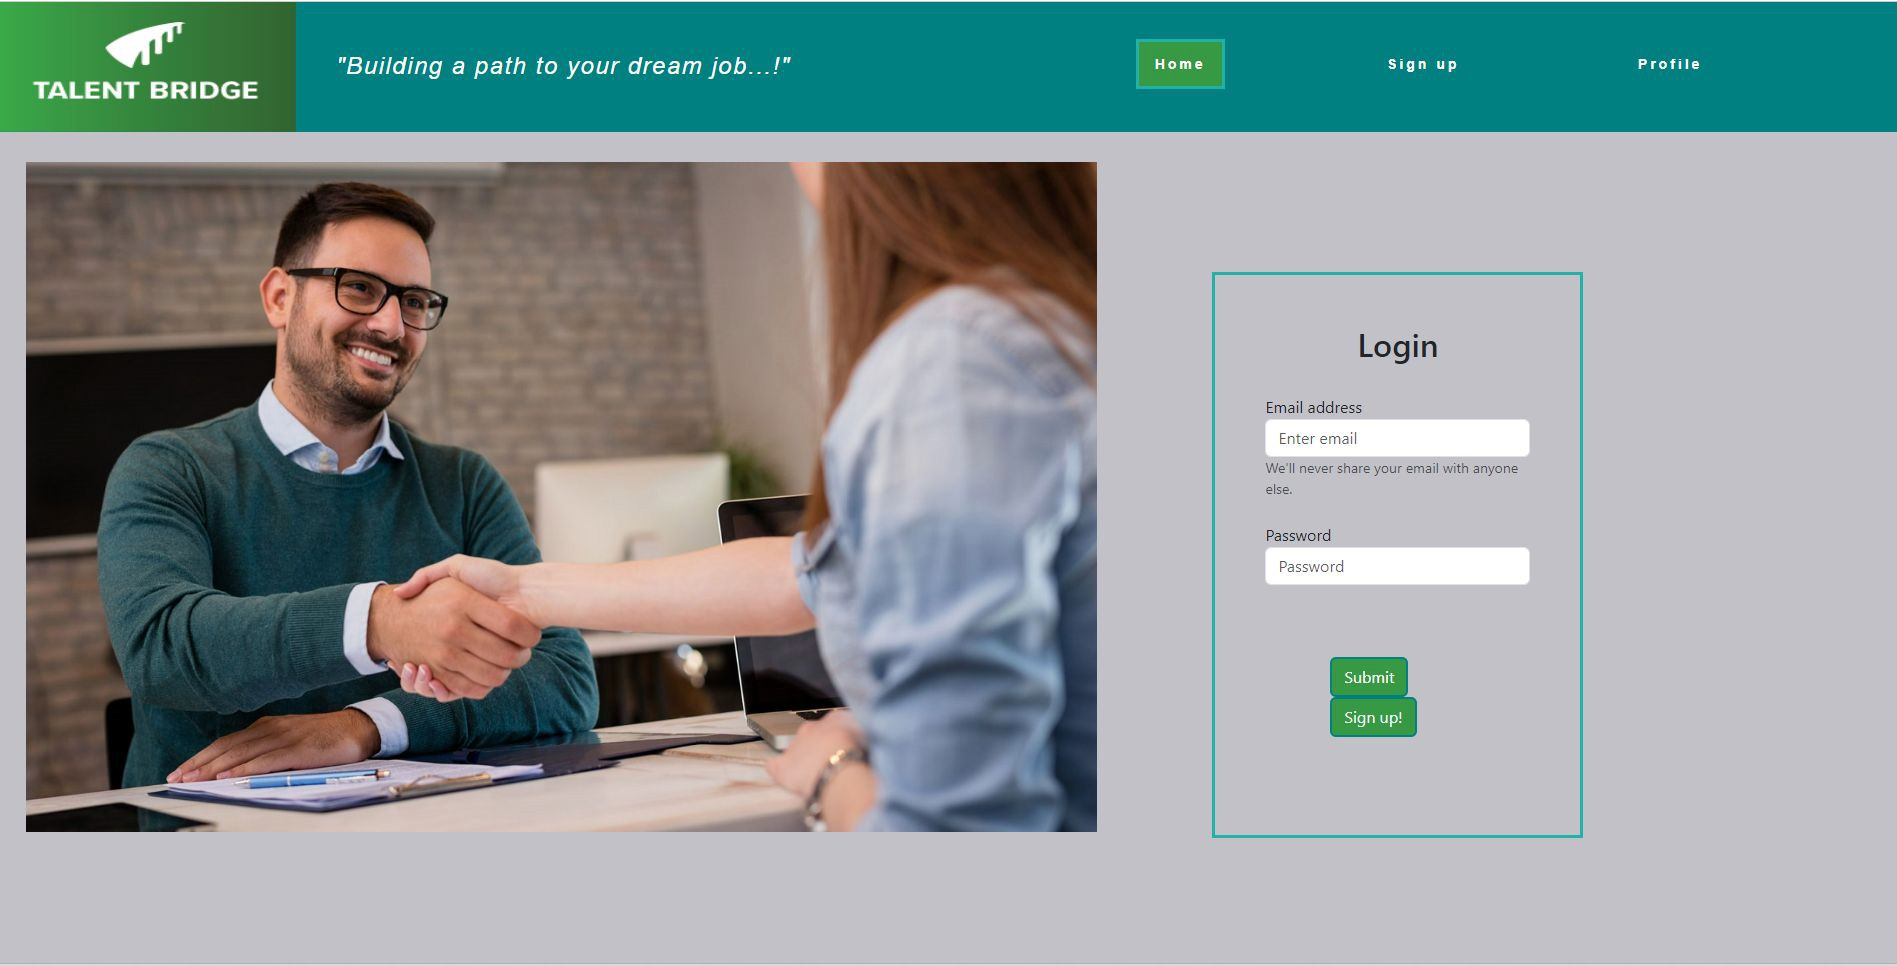 TALENT BRIDGE
"Building a path to your dream job...!"
Home
Sign up
Profile
Login
Email address
Enter email
We'll never share your email with anyone
else.
Password
Password
Submit
Sign up!